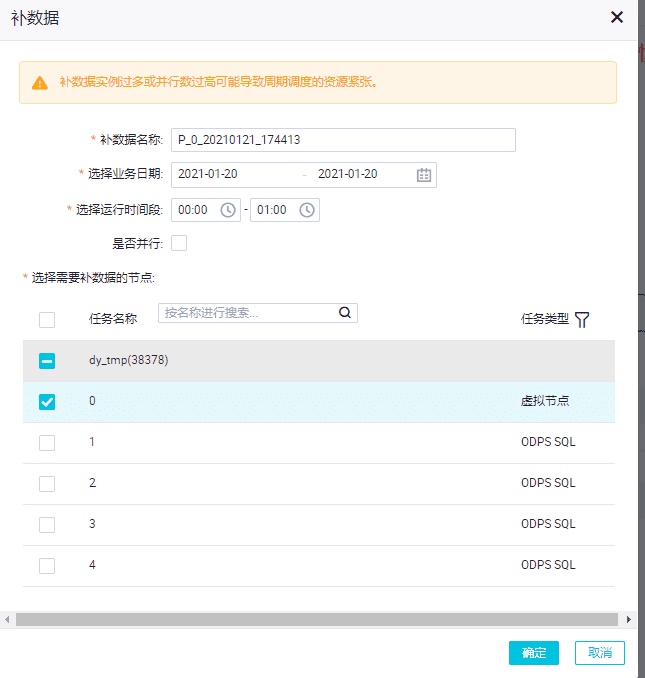 补数据
补数据实例过多或并行数过高可能导致周期调度的资源紧张。
* 补数据名称: P_0_20210121_174413
* 选择业务日期: 2021-01-20 - 2021-01-20
* 选择运行时间段: 00:00 - 01:00
是否并行:
* 选择需要补数据的节点:
任务名称 按名称进行搜索... 任务类型
dy_tmp(38378)
0 虚拟节点
1 ODPS SQL
2 ODPS SQL
3 ODPS SQL
4 ODPS SQL
确定 取消